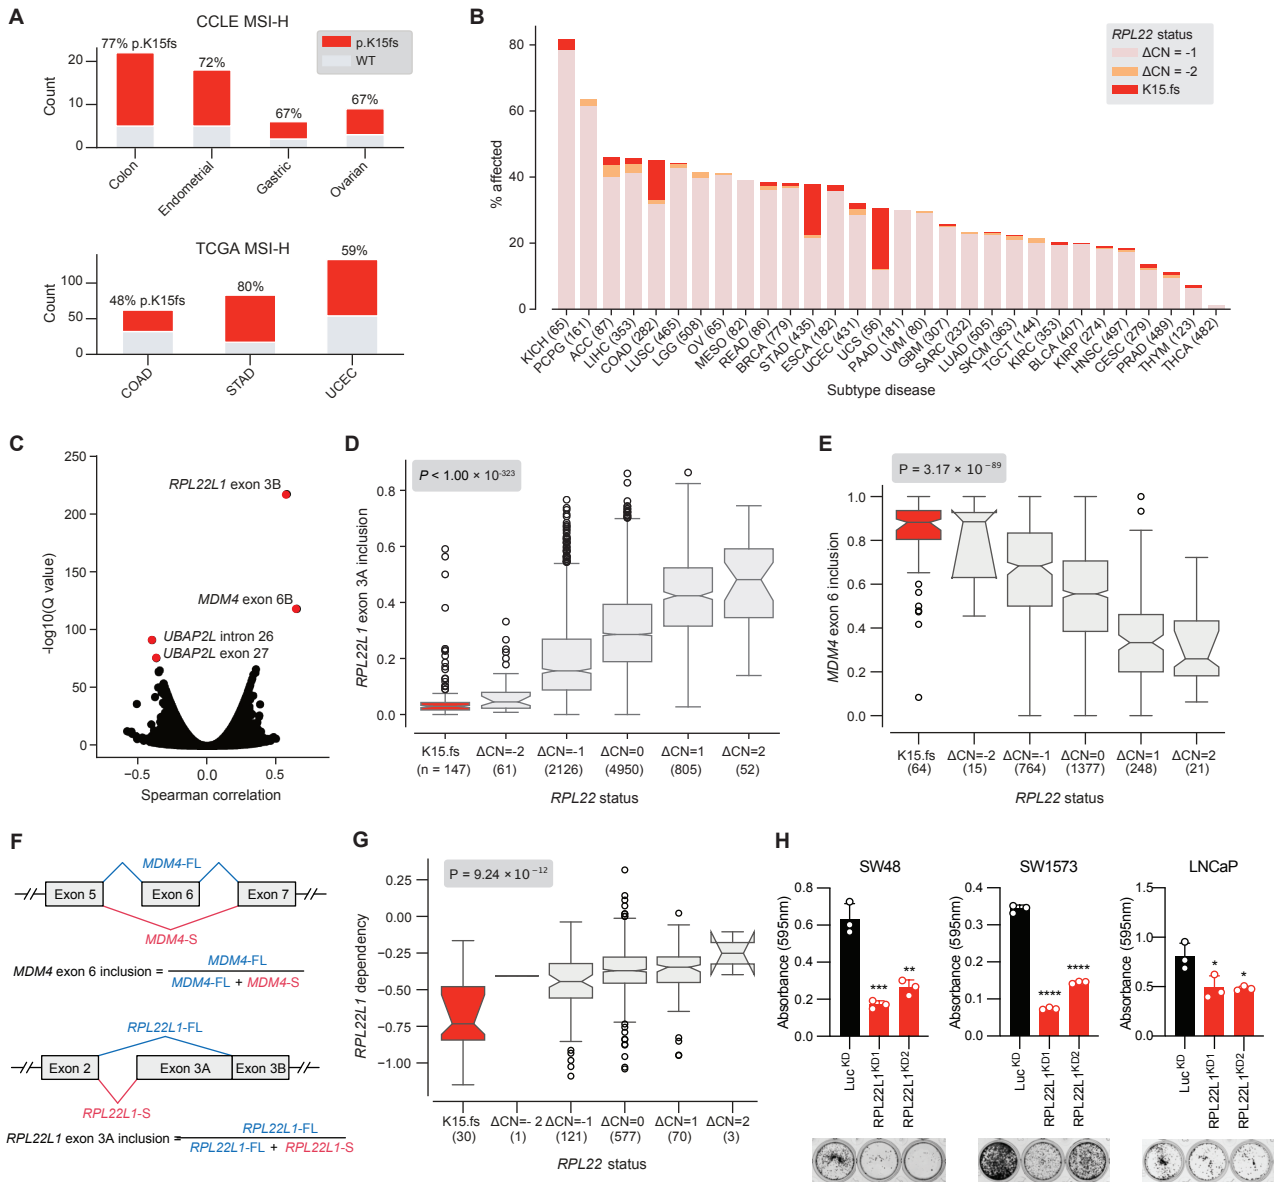 A
CCLE MSI-H
p.K15fs
WT
77% p.K15fs
72%
67%
67%
Count
20
10
0
Colon
Endometrial
Gastric
Ovarian
TCGA MSI-H
48% p.K15fs
80%
59%
Count
100
50
0
COAD
STAD
UCEC
B
RPL22 status
ΔCN = -1
ΔCN = -2
K15.fs
% affected
80
60
40
20
0
KICH (65)
PCPG (161)
ACC (87)
LIHC (353)
COAD (282)
LUSC (465)
LGG (508)
OV (65)
MESO (82)
READ (86)
BRCA (779)
STAD (435)
ESCA (182)
UCEC (431)
UCS (56)
PAAD (181)
UVM (80)
GBM (307)
SARC (232)
LUAD (505)
SKCM (363)
TGCT (144)
KIRC (353)
BLCA (407)
KIRP (274)
HNSC (497)
CESC (279)
PRAD (489)
THYM (123)
THCA (482)
Subtype disease
C
-log10(Q value)
250
200
150
100
50
0
RPL22L1 exon 3B
MDM4 exon 6B
UBAP2L intron 26
UBAP2L exon 27
−0.5 0.0 0.5
Spearman correlation
D
P < 1.00 × 10-323
RPL22L1 exon 3A inclusion
0.8
0.6
0.4
0.2
0.0
K15.fs ΔCN=-2 ΔCN=-1 ΔCN=0 ΔCN=1 ΔCN=2
(n = 147) (61) (2126) (4950) (805) (52)
RPL22 status
E
P = 3.17 × 10 −89
MDM4 exon 6 inclusion
1.0
0.8
0.6
0.4
0.2
0.0
K15.fs ΔCN=-2 ΔCN=-1 ΔCN=0 ΔCN=1 ΔCN=2
(64) (15) (764) (1377) (248) (21)
RPL22 status
F
MDM4-FL
Exon 5 Exon 6 Exon 7
MDM4-S
MDM4 exon 6 inclusion =
MDM4-FL
MDM4-FL + MDM4-S
RPL22L1-FL
Exon 2 Exon 3A Exon 3B
RPL22L1-S
RPL22L1 exon 3A inclusion =
RPL22L1-FL
RPL22L1-FL + RPL22L1-S
G
P = 9.24 × 10 −12
RPL22L1 dependency
0.25
0.00
−0.25
−0.50
−0.75
−1.00
K15.fs ΔCN=- 2 ΔCN=-1 ΔCN=0 ΔCN=1 ΔCN=2
(30) (1) (121) (577) (70) (3)
RPL22 status
H
SW48
Absorbance (595nm)
0.8
0.6
0.4
0.2
0.0
***
**
Luc KD
RPL22L1 KD1
RPL22L1 KD2
SW1573
Absorbance (595nm)
0.4
0.3
0.2
0.1
0.0
****
****
Luc KD
RPL22L1 KD1
RPL22L1 KD2
LNCaP
Absorbance (595nm)
1.5
1.0
0.5
0.0
*
*
Luc KD
RPL22L1 KD1
RPL22L1 KD2